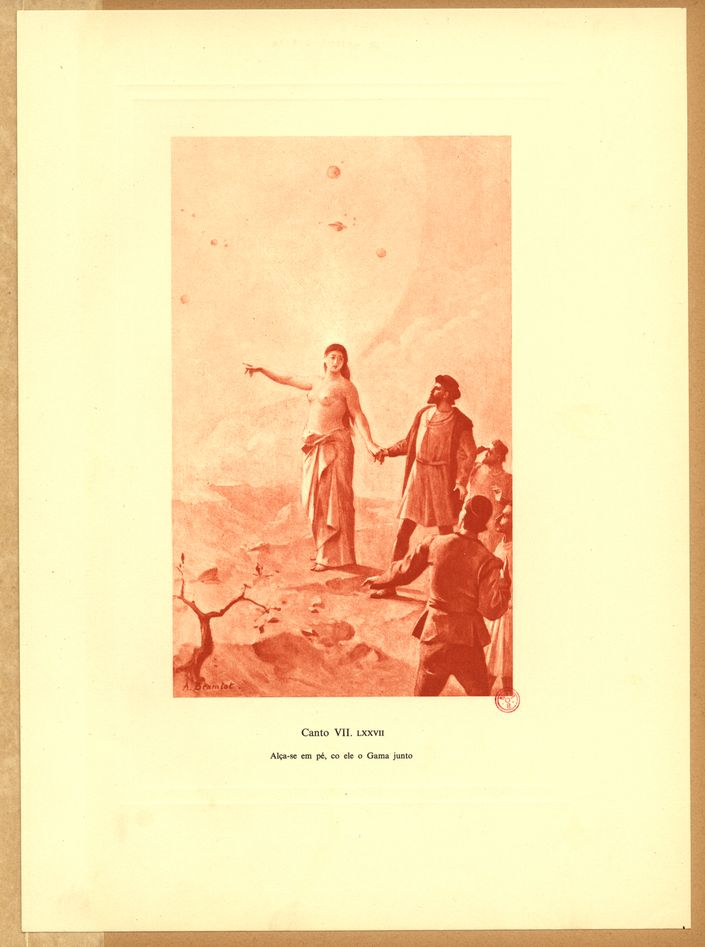 A. Bramtot.
Canto VII. LXXVII
Alça-se em pé, co ele o Gama junto